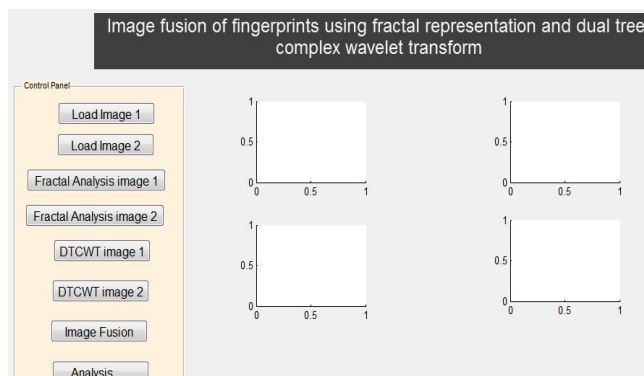 Image fusion of fingerprints using fractal representation and dual tree
complex wavelet transform
Control Panel
Load Image 1
Load Image 2
Fractal Analysis image 1
Fractal Analysis image 2
DTCWT image 1
DTCWT image 2
Image Fusion
Analysis
1
0.5
0
0 0.5 1
1
0.5
0
0 0.5 1
1
0.5
0
0 0.5 1
1
0.5
0
0 0.5 1